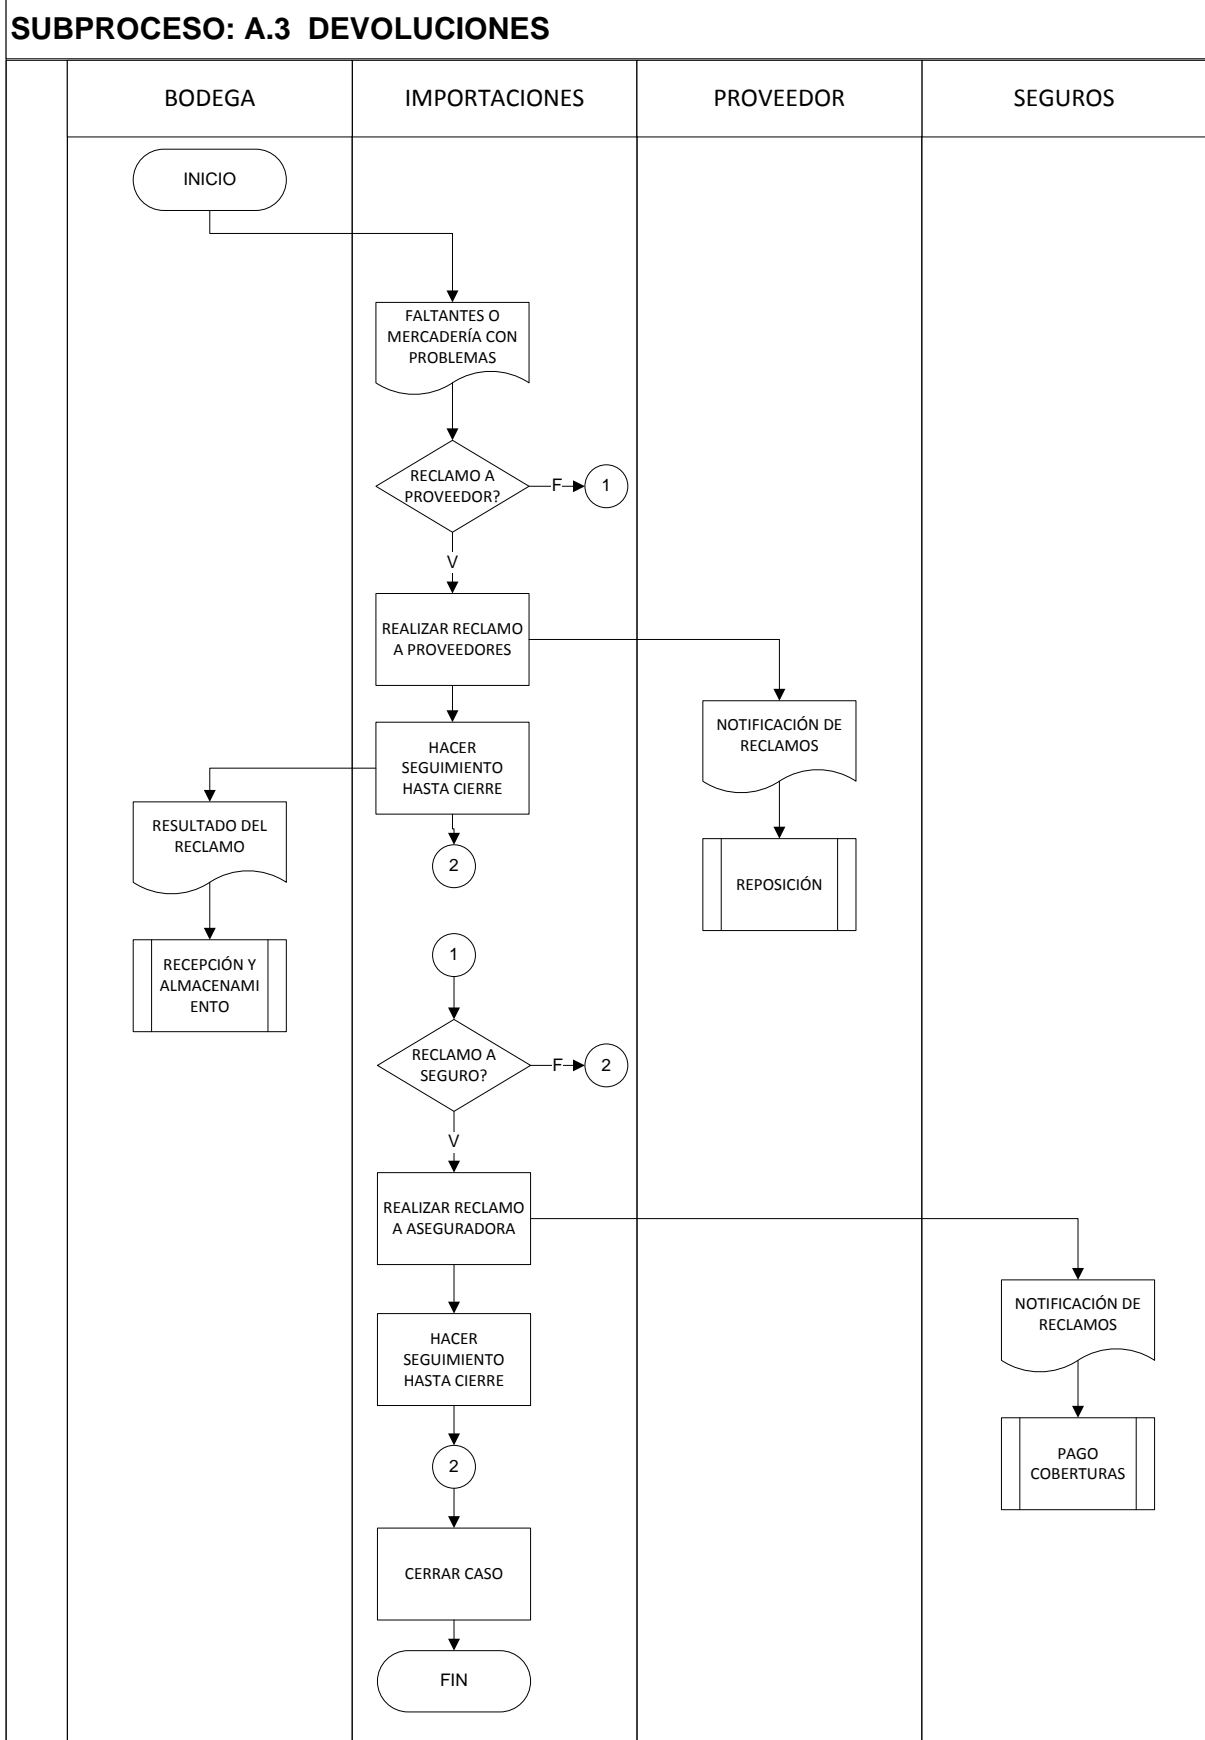 SUBPROCESO: A.3 DEVOLUCIONES
BODEGA
IMPORTACIONES
PROVEEDOR
SEGUROS
INICIO
FALTANTES O
MERCADERÍA CON
PROBLEMAS
RECLAMO A
PROVEEDOR?
F
1
V
REALIZAR RECLAMO
A PROVEEDORES
NOTIFICACIÓN DE
RECLAMOS
HACER
SEGUIMIENTO
HASTA CIERRE
RESULTADO DEL
RECLAMO
2
REPOSICIÓN
RECEPCIÓN Y
ALMACENAMI
ENTO
1
RECLAMO A
SEGURO?
F
2
V
REALIZAR RECLAMO
A ASEGURADORA
NOTIFICACIÓN DE
RECLAMOS
HACER
SEGUIMIENTO
HASTA CIERRE
PAGO
COBERTURAS
2
CERRAR CASO
FIN